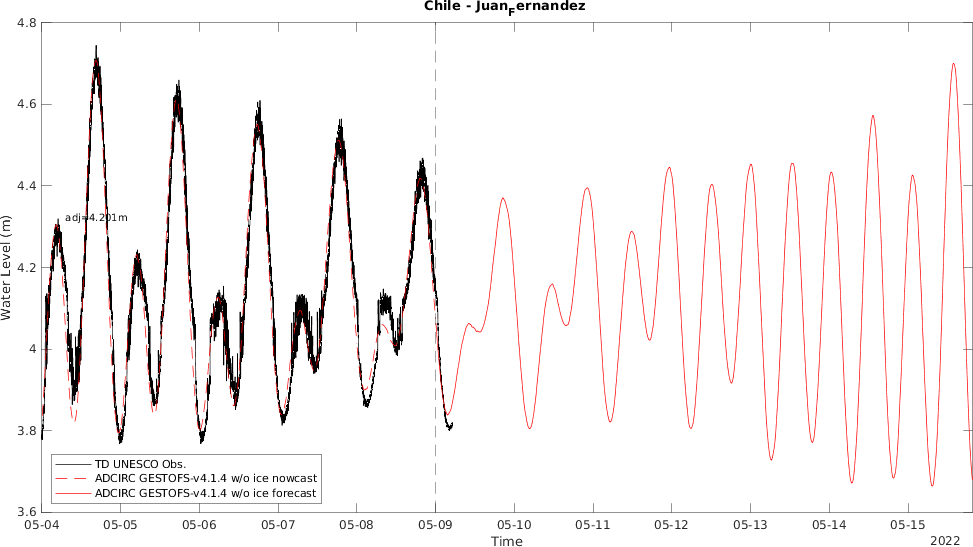 Chile - JuanFernandez
4.8
4.6
4.4
4.2
4
3.8
3.6
Water Level (m)
adj=4.201m
TD UNESCO Obs.
ADCIRC GESTOFS-v4.1.4 w/o ice nowcast
ADCIRC GESTOFS-v4.1.4 w/o ice forecast
05-04 05-05 05-06 05-07 05-08 05-09 05-10 05-11 05-12 05-13 05-14 05-15
Time
2022